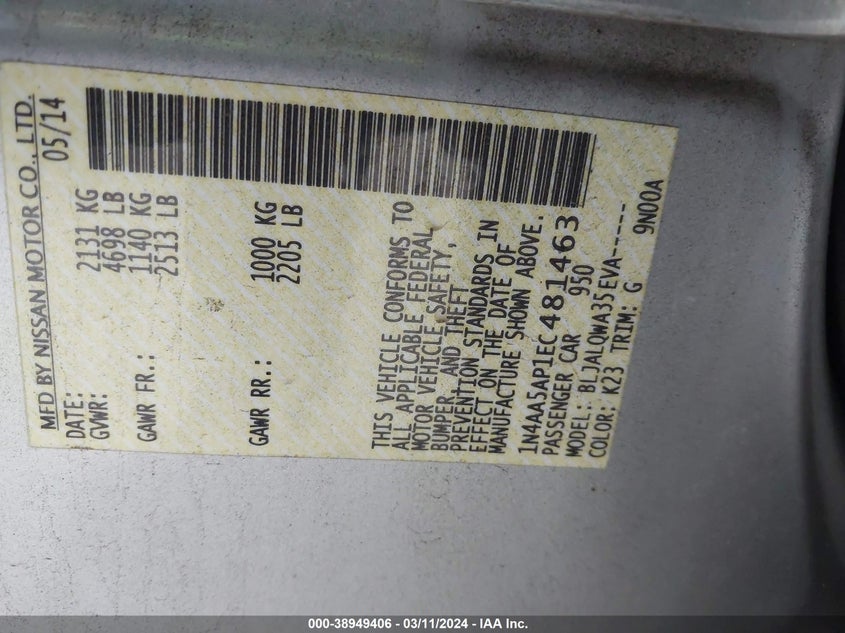 MFD BY NISSAN MOTOR CO., LTD.
DATE: 05/14
GVWR: 2131 KG
4698 LB
GAWR FR.: 1140 KG
2513 LB
GAWR RR.: 1000 KG
2205 LB
THIS VEHICLE CONFORMS TO
ALL APPLICABLE FEDERAL
MOTOR VEHICLE SAFETY,
BUMPER, AND THEFT
PREVENTION STANDARDS IN
EFFECT ON THE DATE OF
MANUFACTURE SHOWN ABOVE.
1N4AA5AP1EC481463
PASSENGER CAR 950
MODEL: BLJALQWA35EVA-----
COLOR: K23 TRIM: G 9N00A
000-38949406 - 03/11/2024 - IAA Inc.